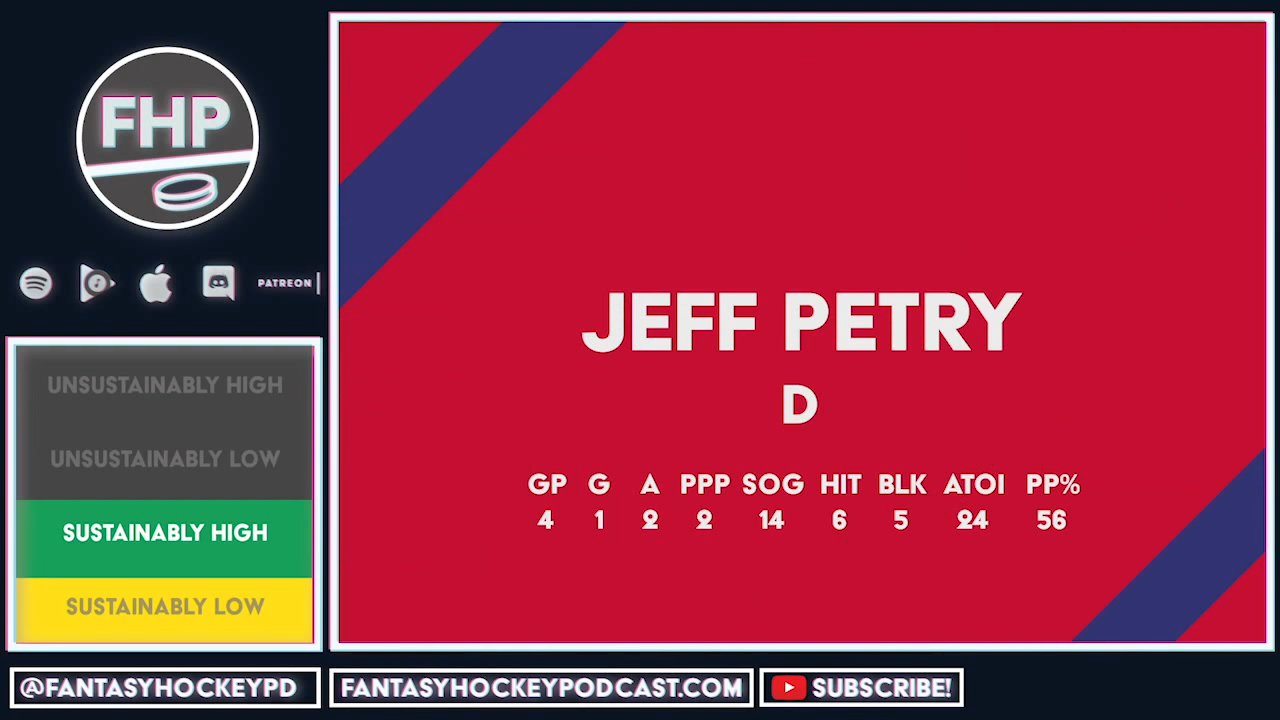 FHP
PATREON
UNSUSTAINABLY HIGH
UNSUSTAINABLY LOW
SUSTAINABLY HIGH
SUSTAINABLY LOW
JEFF PETRY
D
GP G A PPP SOG HIT BLK ATOI PP%
4 1 2 2 14 6 5 24 56
@FANTASYHOCKEYPD
FANTASYHOCKEYPODCAST.COM
SUBSCRIBE!